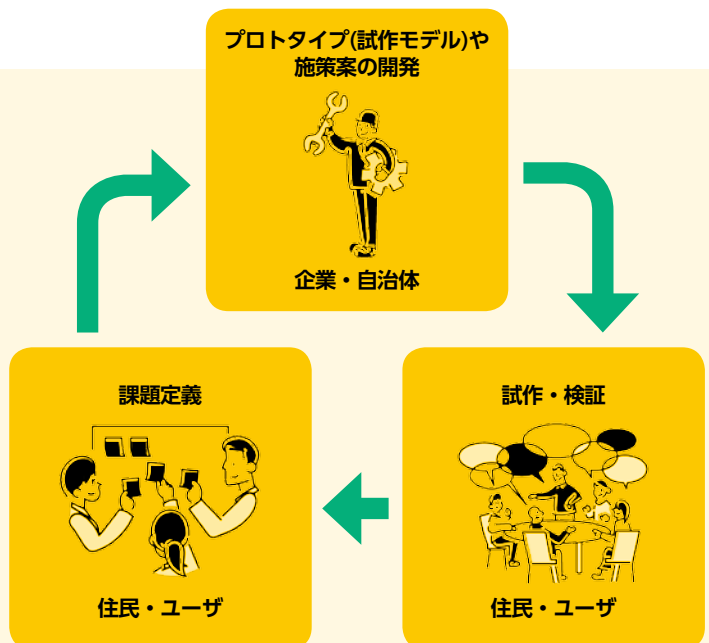 プロトタイプ(試作モデル)や
施策案の開発
企業・自治体
課題定義
住民・ユーザ
試作・検証
住民・ユーザ